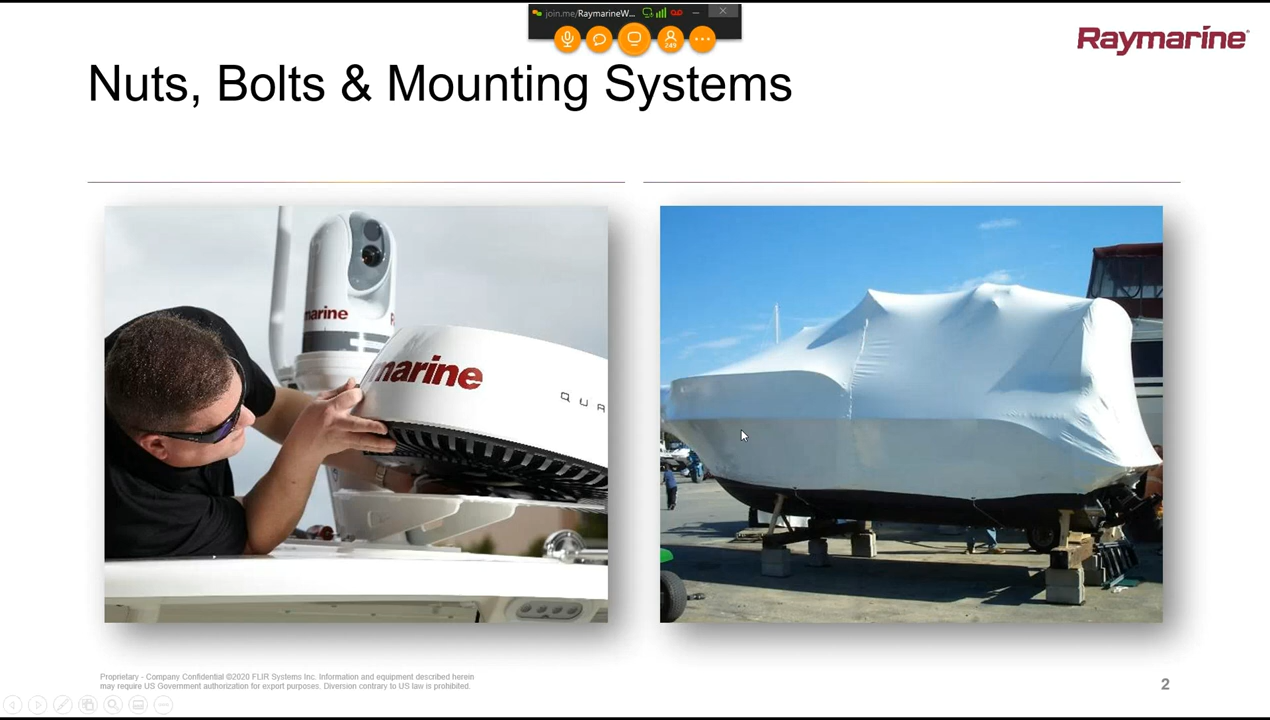 join.me/RaymarineW...
249
Raymarine
Nuts, Bolts & Mounting Systems
marine
marine
QUA
Proprietary - Company Confidential ©2020 FLIR Systems Inc. Information and equipment described herein
may require US Government authorization for export purposes. Diversion contrary to US law is prohibited.
2